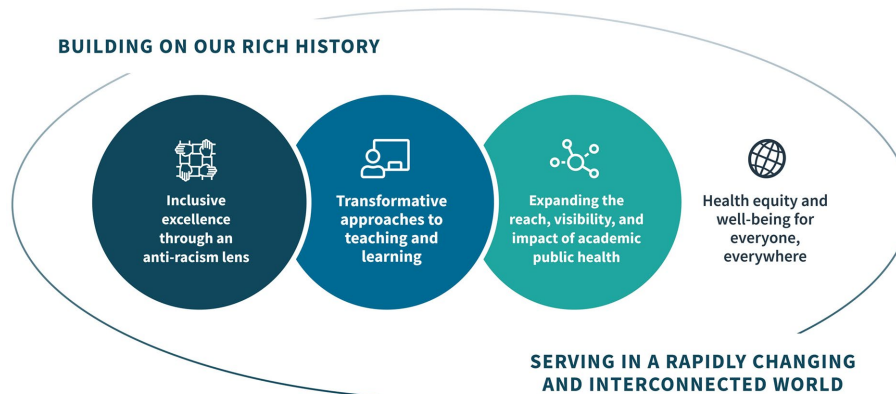 BUILDING ON OUR RICH HISTORY
Inclusive
excellence
through an
anti-racism lens
Transformative
approaches to
teaching and
learning
Expanding the
reach, visibility, and
impact of academic
public health
Health equity and
well-being for
everyone,
everywhere
SERVING IN A RAPIDLY CHANGING
AND INTERCONNECTED WORLD